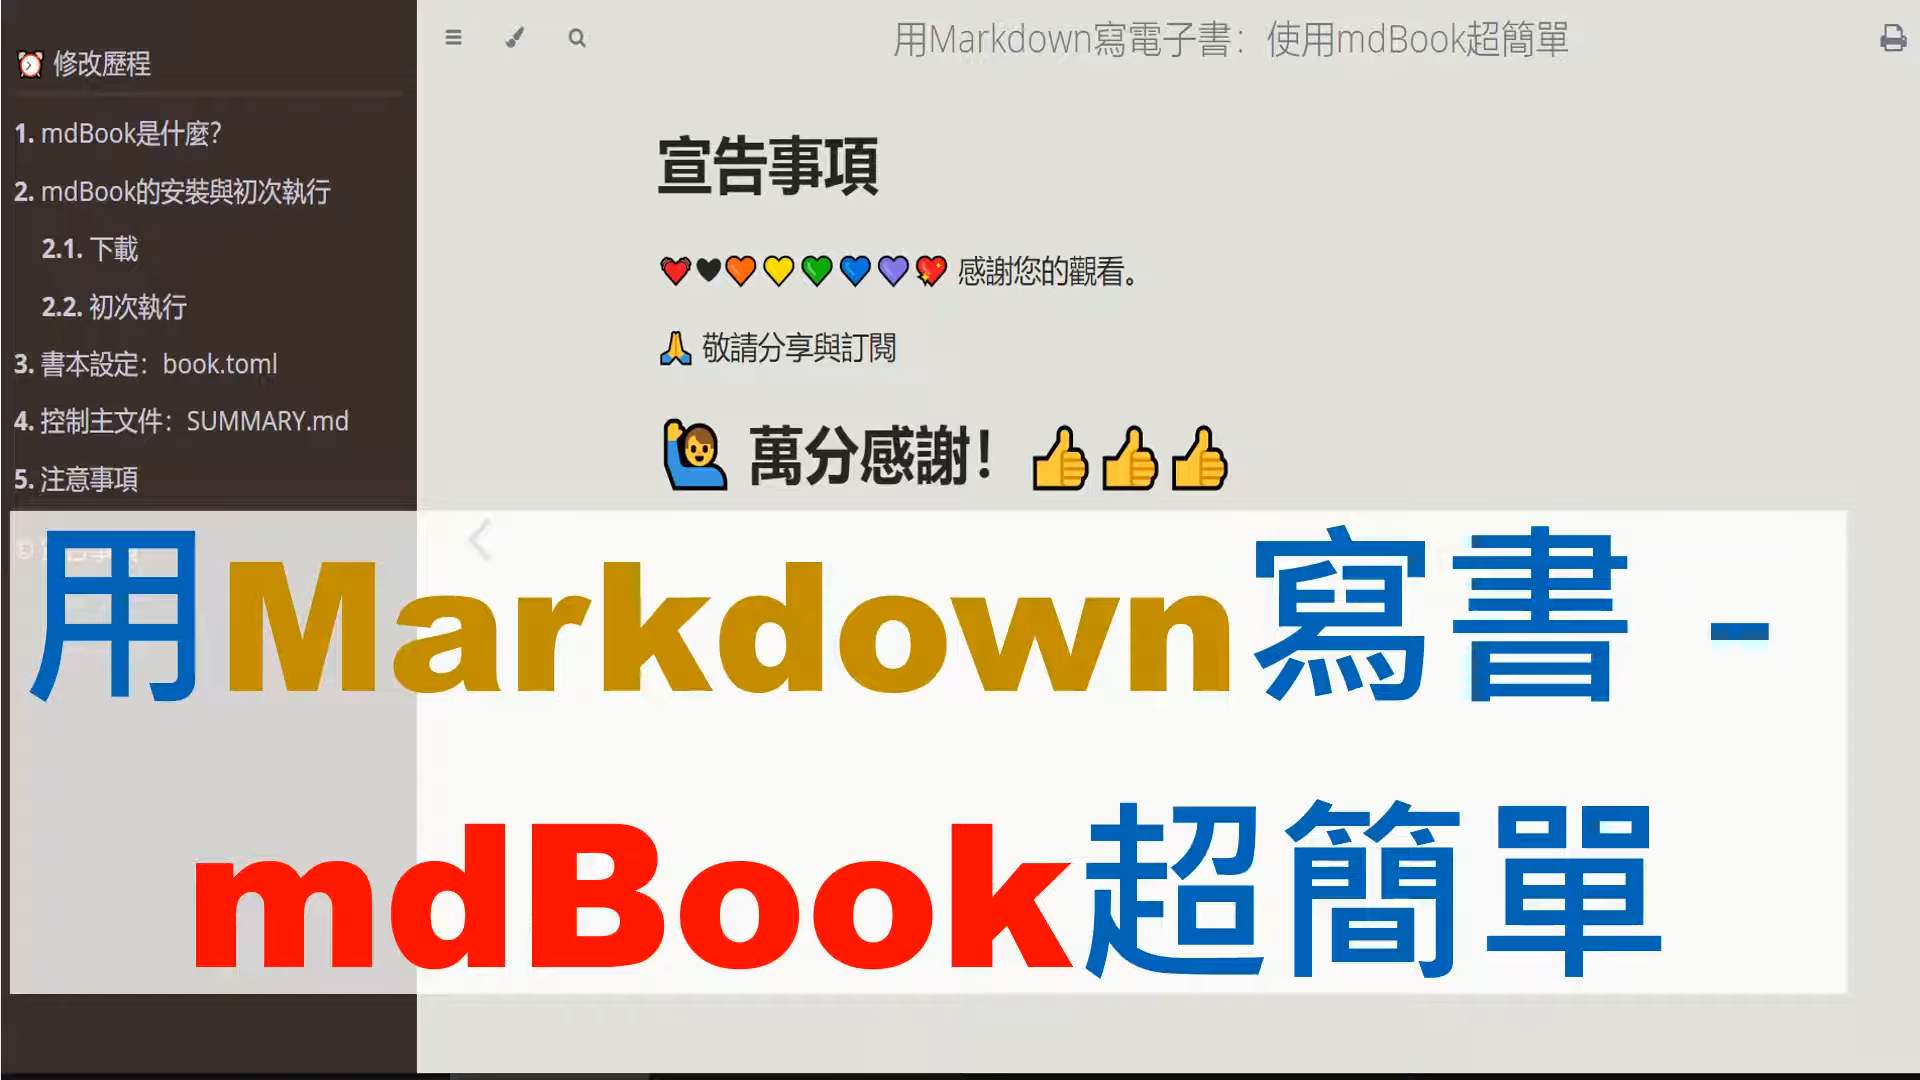 ⏰ 修改歷程
1. mdBook是什麼?
2. mdBook的安裝與初次執行
2.1. 下載
2.2. 初次執行
3. 書本設定：book.toml
4. 控制主文件：SUMMARY.md
5. 注意事項
用Markdown寫電子書：使用mdBook超簡單
宣告事項
感謝您的觀看。
🙏 敬請分享與訂閱
🙋‍♂️ 萬分感謝！👍👍👍
用Markdown寫書 -
mdBook超簡單